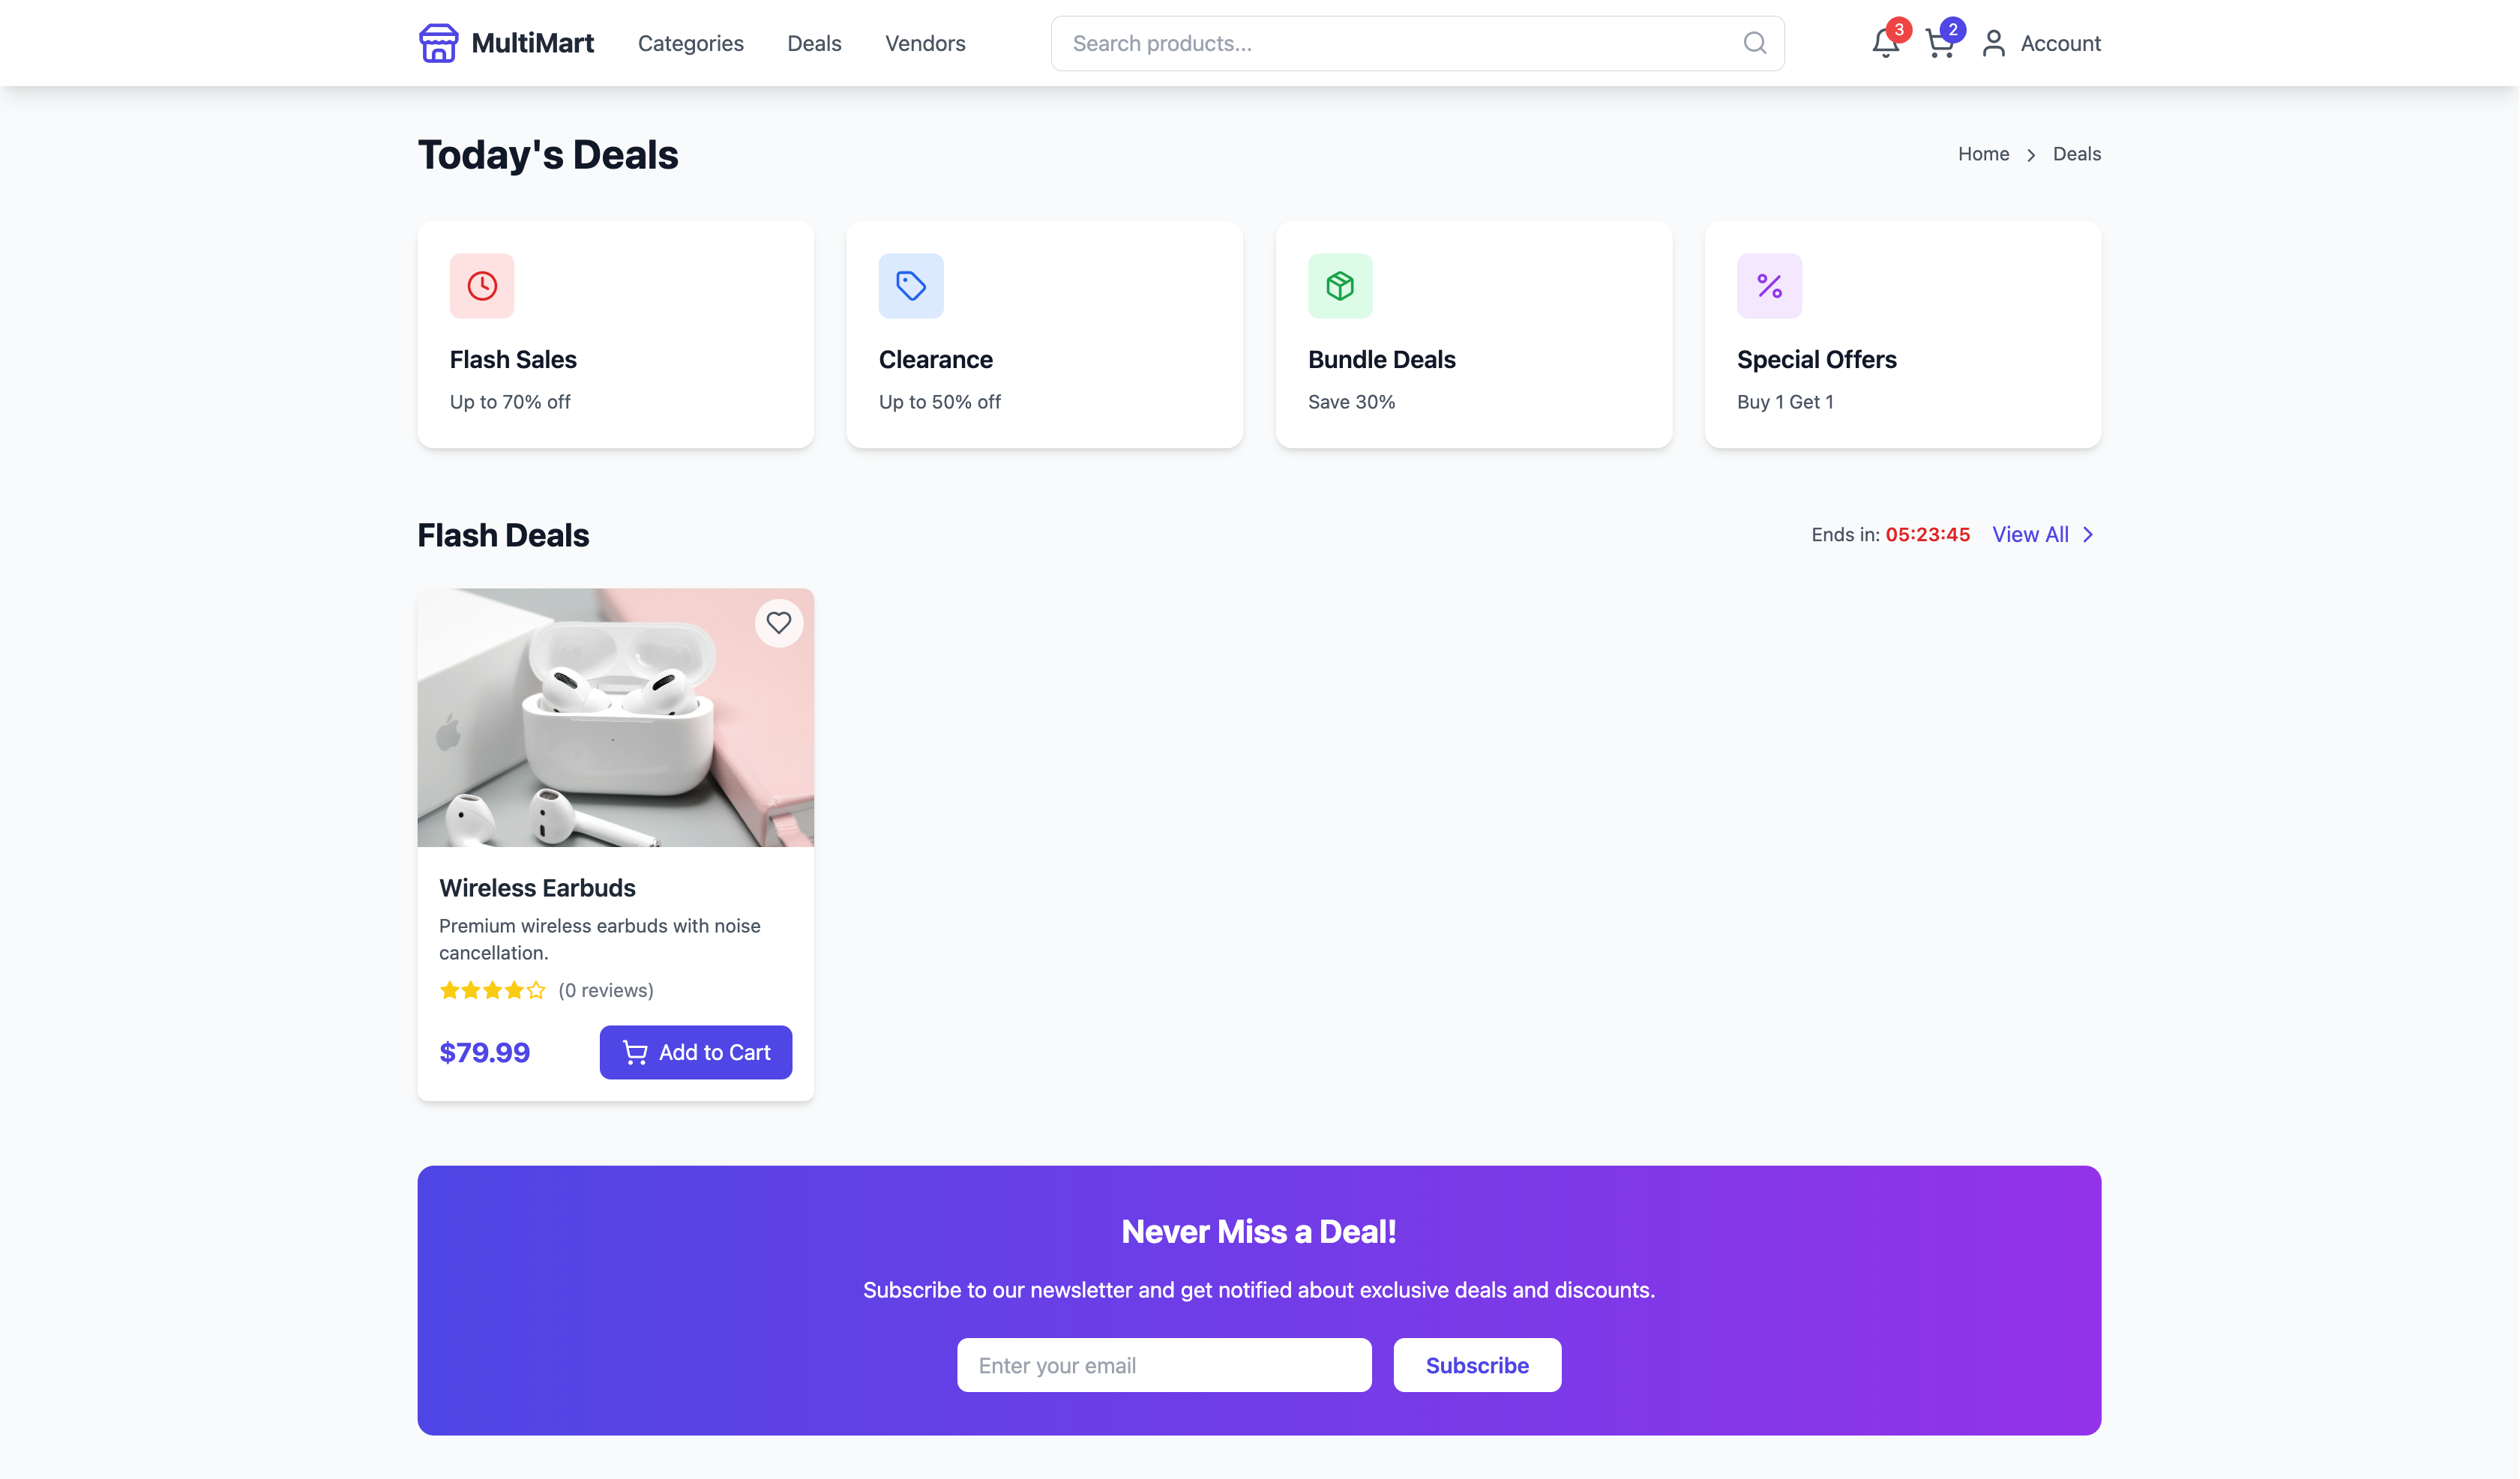 MultiMart
Categories
Deals
Vendors
Search products...
3
2
Account
Today's Deals
Home
Deals
Flash Sales
Up to 70% off
Clearance
Up to 50% off
Bundle Deals
Save 30%
Special Offers
Buy 1 Get 1
Flash Deals
Ends in: 05:23:45
View All
Wireless Earbuds
Premium wireless earbuds with noise
cancellation.
(0 reviews)
$79.99
Add to Cart
Never Miss a Deal!
Subscribe to our newsletter and get notified about exclusive deals and discounts.
Enter your email
Subscribe